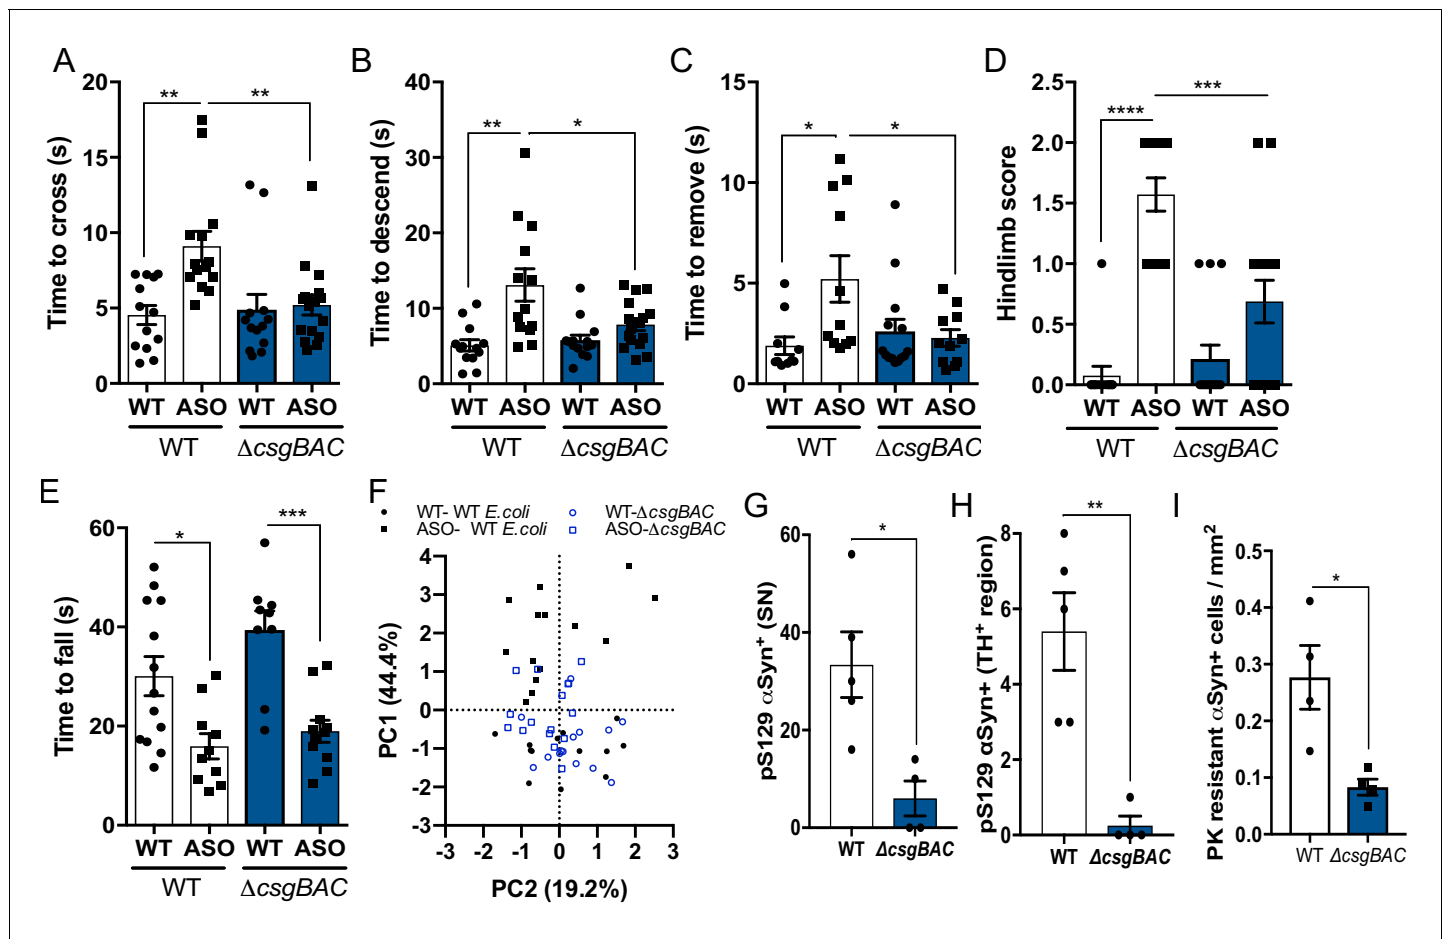 A
Time to cross (s)
20
15
10
5
0
** **
WT ASO WT ASO
WT ΔcsgBAC
B
Time to descend (s)
40
30
20
10
0
** *
WT ASO WT ASO
WT ΔcsgBAC
C
Time to remove (s)
15
10
5
0
* *
WT ASO WT ASO
WT ΔcsgBAC
D
Hindlimb score
2.5
2.0
1.5
1.0
0.5
0.0
**** ***
WT ASO WT ASO
WT ΔcsgBAC
E
Time to fall (s)
60
40
20
0
* ***
WT ASO WT ASO
WT ΔcsgBAC
F
WT- WT E.coli WT-ΔcsgBAC
ASO- WT E.coli ASO-ΔcsgBAC
PC1 (44.4%)
4
3
2
1
0
-1
-2
-3
-3 -2 -1 0 1 2 3
PC2 (19.2%)
G
pS129 αSyn+ (SN)
60
40
20
0
*
WT ΔcsgBAC
H
pS129 αSyn+ (TH+ region)
8
6
4
2
0
**
WT ΔcsgBAC
I
PK resistant αSyn+ cells / mm2
0.5
0.4
0.3
0.2
0.1
0.0
*
WT ΔcsgBAC